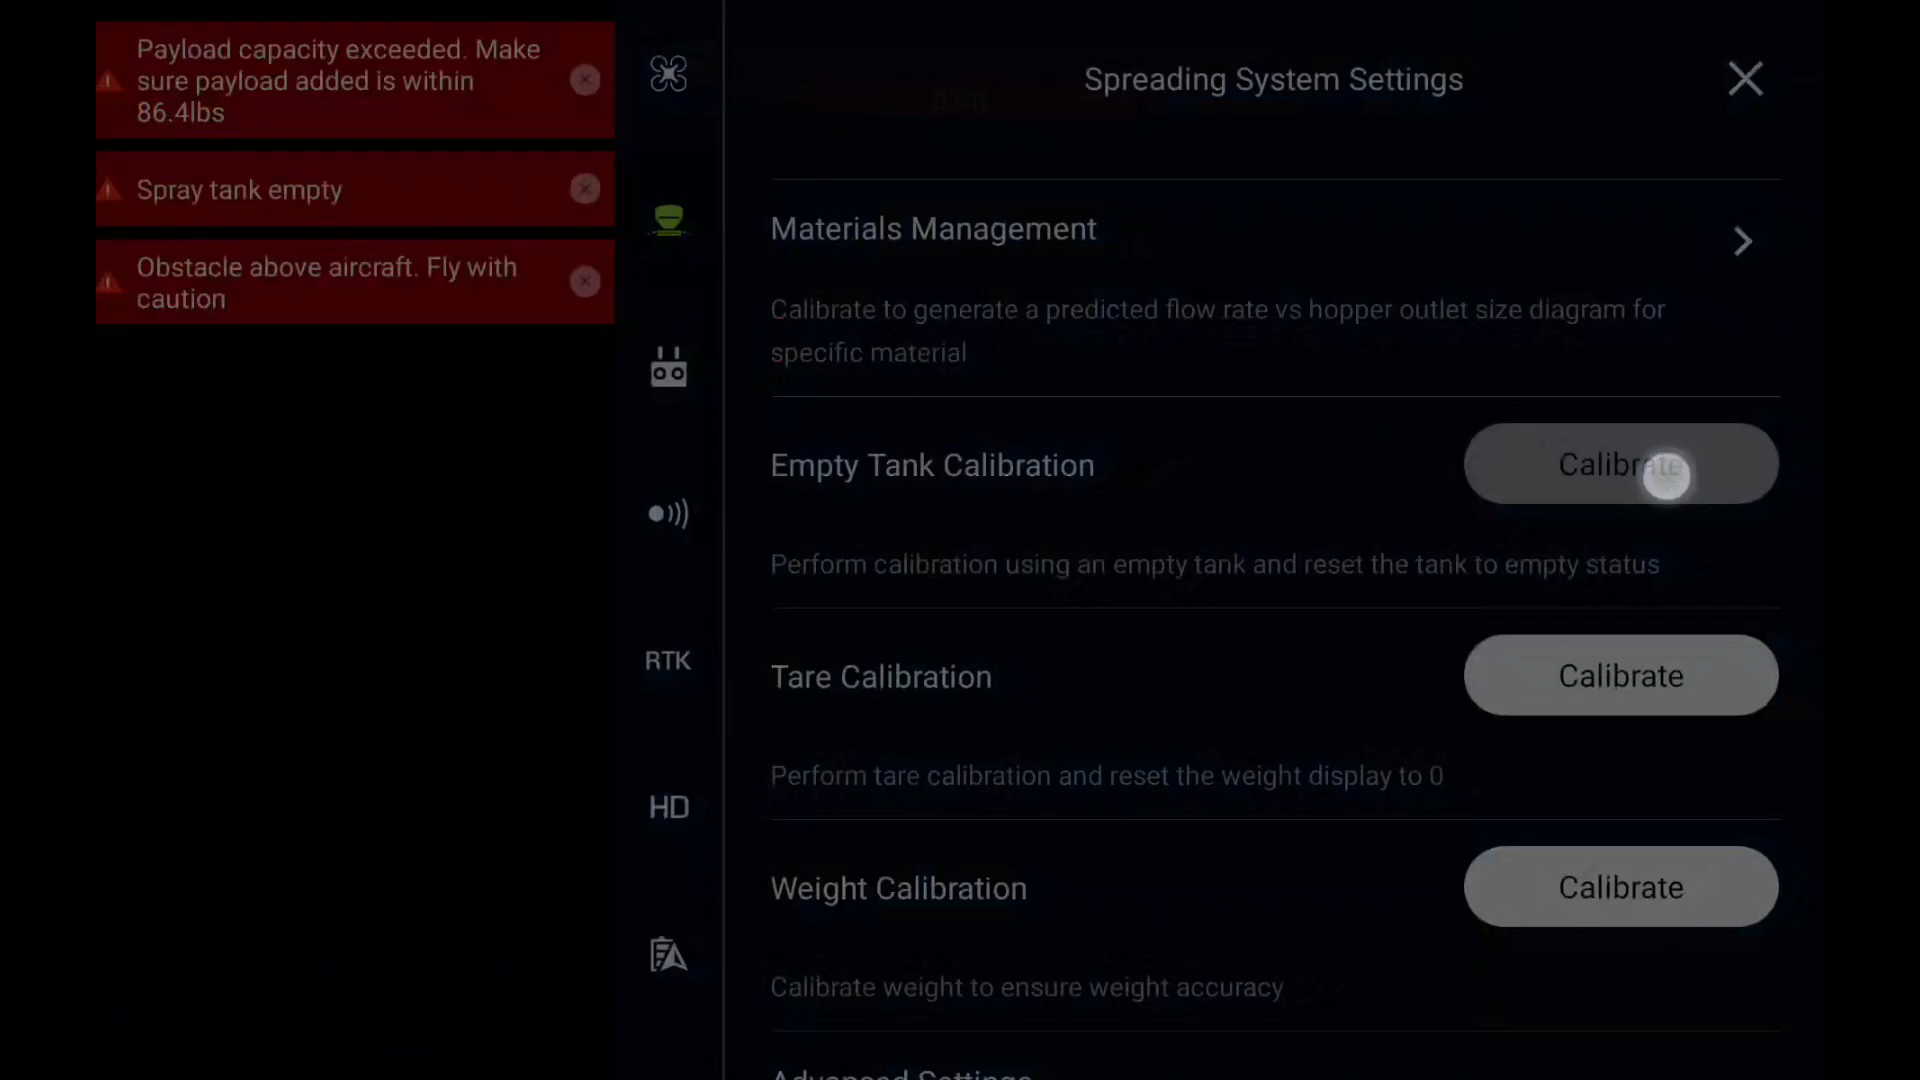 Payload capacity exceeded. Make
sure payload added is within
86.4lbs
Spray tank empty
Obstacle above aircraft. Fly with
caution
RTK
HD
Spreading System Settings
Materials Management
Calibrate to generate a predicted flow rate vs hopper outlet size diagram for
specific material
Empty Tank Calibration
Calibrate
Perform calibration using an empty tank and reset the tank to empty status
Tare Calibration
Calibrate
Perform tare calibration and reset the weight display to 0
Weight Calibration
Calibrate
Calibrate weight to ensure weight accuracy
Advanced Settings